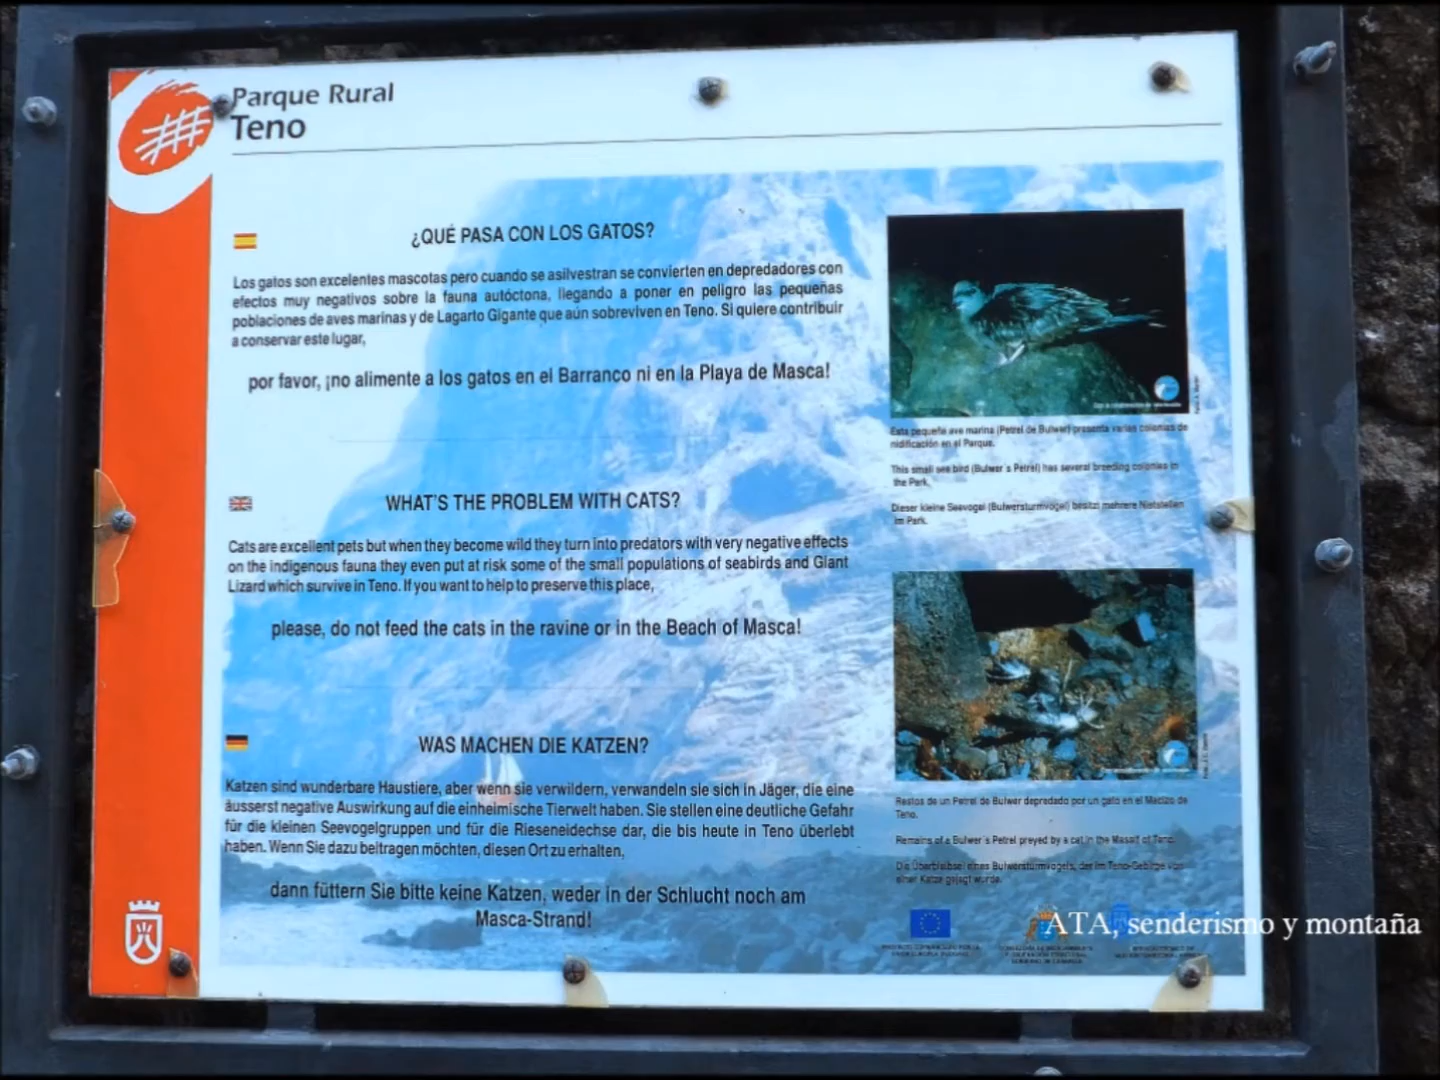 Parque Rural
Teno
¿QUÉ PASA CON LOS GATOS?
Los gatos son excelentes mascotas pero cuando se asilvestran se convierten en depredadores con
efectos muy negativos sobre la fauna autóctona, llegando a poner en peligro las pequeñas
poblaciones de aves marinas y de Lagarto Gigante que aún sobreviven en Teno. Si quiere contribuir
a conservar este lugar,
por favor, ¡no alimente a los gatos en el Barranco ni en la Playa de Masca!
WHAT'S THE PROBLEM WITH CATS?
Cats are excellent pets but when they become wild they turn into predators with very negative effects
on the indigenous fauna they even put at risk some of the small populations of seabirds and Giant
Lizard which survive in Teno. If you want to help to preserve this place,
please, do not feed the cats in the ravine or in the Beach of Masca!
WAS MACHEN DIE KATZEN?
Katzen sind wunderbare Haustiere, aber wenn sie verwildern, verwandeln sie sich in Jäger, die eine
äusserst negative Auswirkung auf die einheimische Tierwelt haben. Sie stellen eine deutliche Gefahr
für die kleinen Seevogelgruppen und für die Rieseneidechse dar, die bis heute in Teno überlebt
haben. Wenn Sie dazu beitragen möchten, diesen Ort zu erhalten,
dann füttern Sie bitte keine Katzen, weder in der Schlucht noch am
Masca-Strand!
Esta pequeña ave marina (Petrel de Bulwer) presenta varias colonias de
nidificación en el Parque.
This small see bird (Bulwer´s Petrel) has several breeding colonies in
the Park.
Dieser kleine Seevogel (Bulwersturmvogel) besitzt mehrere Niststellen
im Park.
Restos de un Petrel de Bulwer depredado por un gato en el Macizo de
Teno.
Remains of a Bulwer´s Petrel preyed by a cat in the Massif of Teno.
Die Überbleibsel eines Bulwersturmvogels, der im Teno-Gebirge von
einer Katze gejagt wurde.
ATA, senderismo y montaña